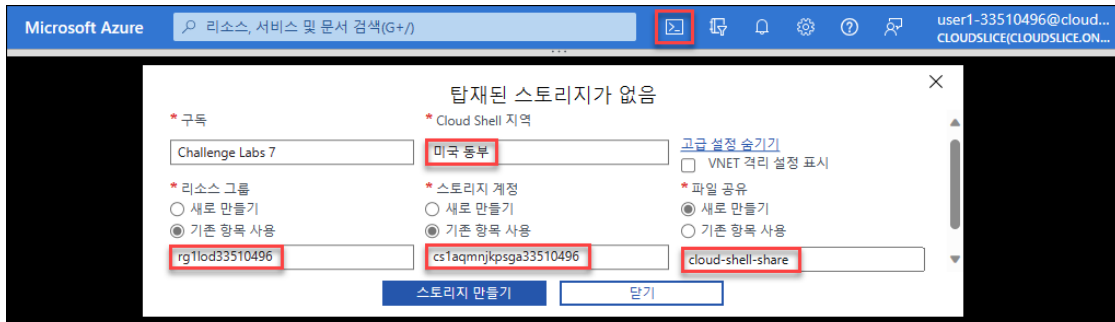 Microsoft Azure
리소스, 서비스 및 문서 검색(G+/)
user1-33510496@cloud...
CLOUDSLICE(CLOUDSLICE.ON...
탑재된 스토리지가 없음
* 구독
* Cloud Shell 지역
Challenge Labs 7
미국 동부
고급 설정 숨기기
VNET 격리 설정 표시
* 리소스 그룹
* 스토리지 계정
* 파일 공유
새로 만들기
새로 만들기
새로 만들기
기존 항목 사용
기존 항목 사용
기존 항목 사용
rg1lod33510496
cs1aqmnjkpsga33510496
cloud-shell-share
스토리지 만들기
닫기